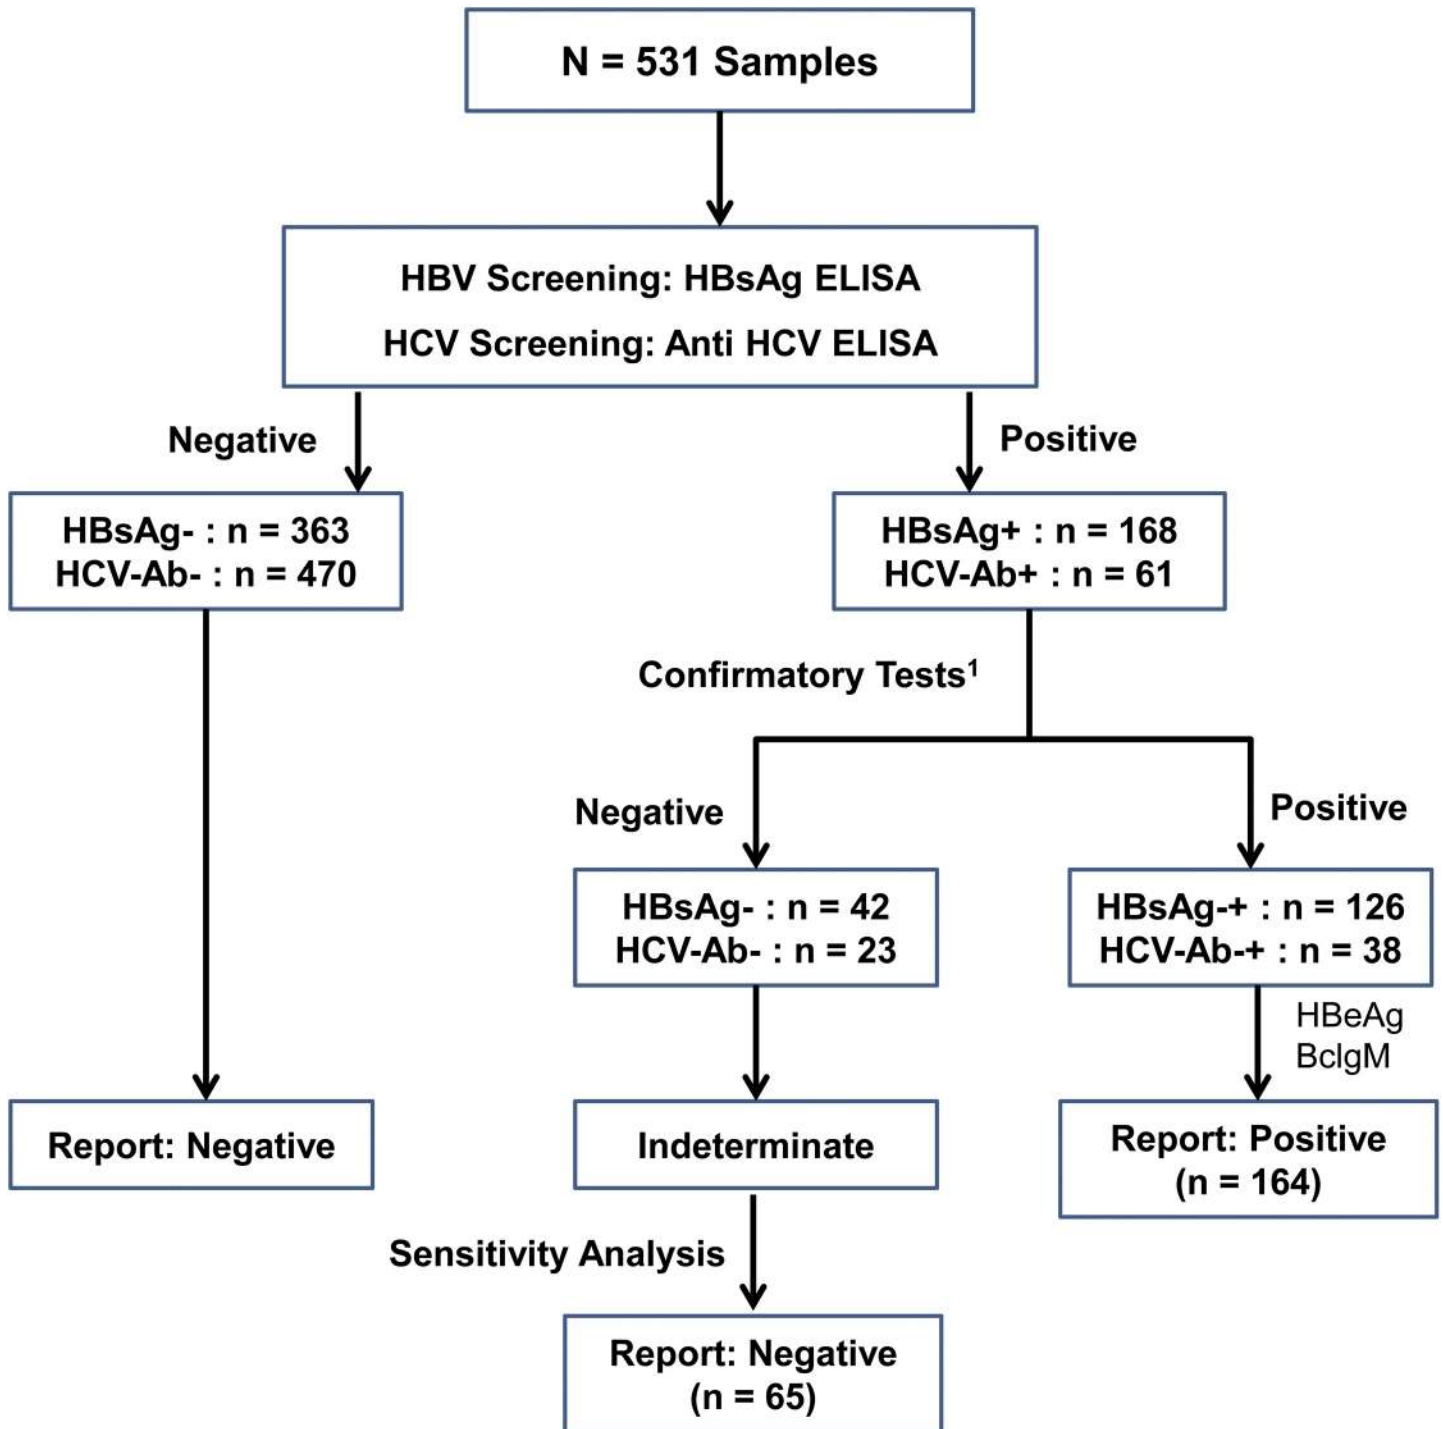 N = 531 Samples
HBV Screening: HBsAg ELISA
HCV Screening: Anti HCV ELISA
Negative
Positive
HBsAg- : n = 363
HCV-Ab- : n = 470
HBsAg+ : n = 168
HCV-Ab+ : n = 61
Confirmatory Tests¹
Negative
Positive
HBsAg- : n = 42
HCV-Ab- : n = 23
HBsAg-+ : n = 126
HCV-Ab-+ : n = 38
HBeAg
BcIgM
Report: Negative
Indeterminate
Report: Positive
(n = 164)
Sensitivity Analysis
Report: Negative
(n = 65)